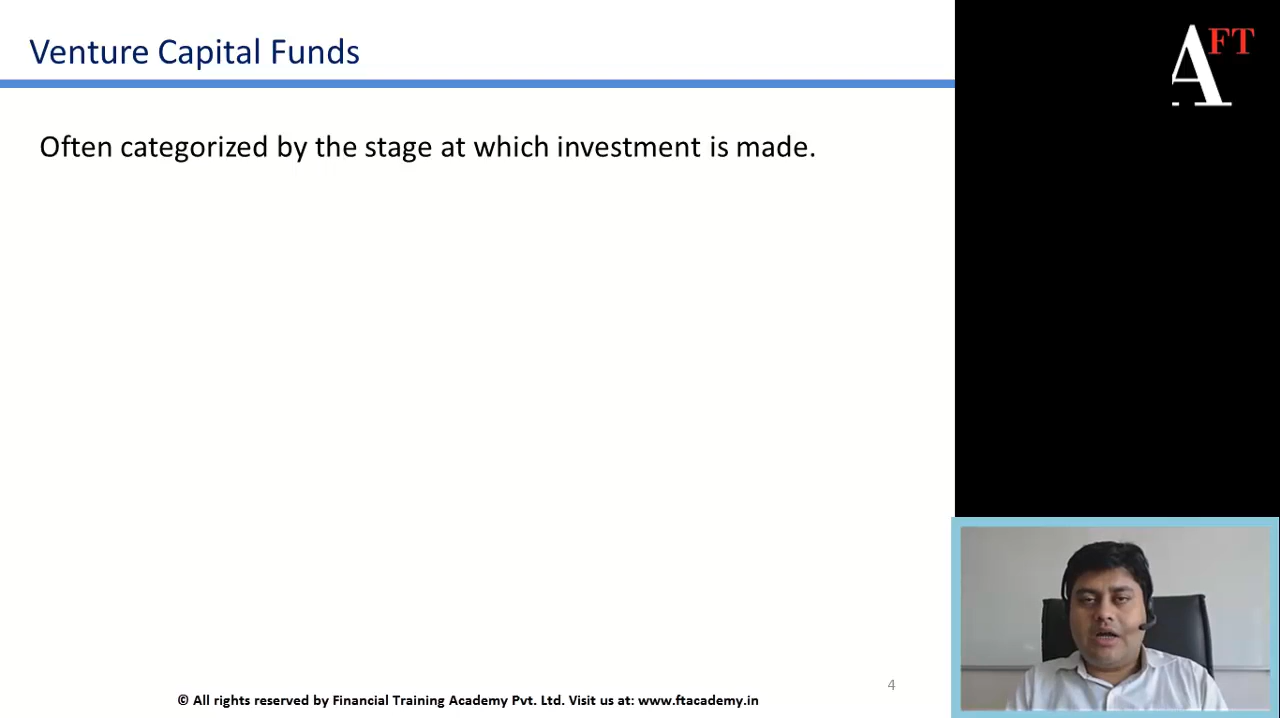 Venture Capital Funds
AFT
Often categorized by the stage at which investment is made.
4
© All rights reserved by Financial Training Academy Pvt. Ltd. Visit us at: www.ftacademy.in